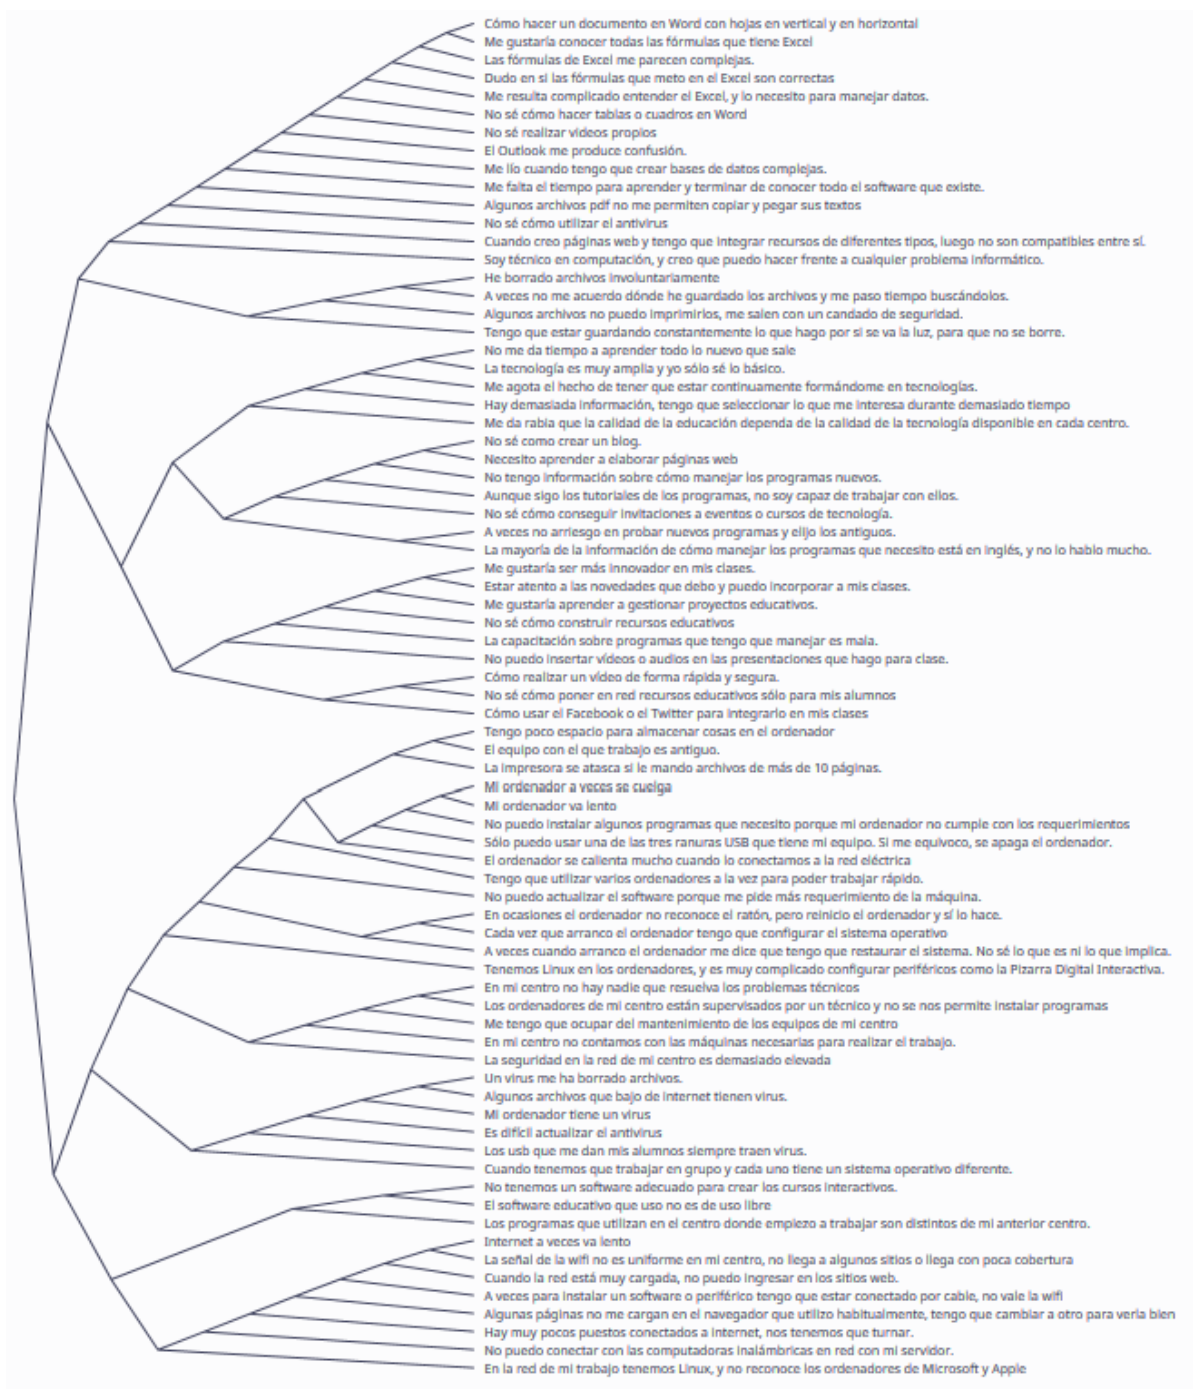 Cómo hacer un documento en Word con hojas en vertical y en horizontal
Me gustaría conocer todas las fórmulas que tiene Excel
Las fórmulas de Excel me parecen complejas.
Dudo en si las fórmulas que meto en el Excel son correctas
Me resulta complicado entender el Excel, y lo necesito para manejar datos.
No sé cómo hacer tablas o cuadros en Word
No sé realizar videos propios
El Outlook me produce confusión.
Me lío cuando tengo que crear bases de datos complejas.
Me falta el tiempo para aprender y terminar de conocer todo el software que existe.
Algunos archivos pdf no me permiten copiar y pegar sus textos
No sé cómo utilizar el antivirus
Cuando creo páginas web y tengo que integrar recursos de diferentes tipos, luego no son compatibles entre sí.
Soy técnico en computación, y creo que puedo hacer frente a cualquier problema informático.
He borrado archivos involuntariamente
A veces no me acuerdo dónde he guardado los archivos y me paso tiempo buscándolos.
Algunos archivos no puedo imprimirlos, me salen con un candado de seguridad.
Tengo que estar guardando constantemente lo que hago por si se va la luz, para que no se borre.
No me da tiempo a aprender todo lo nuevo que sale
La tecnología es muy amplia y yo sólo sé lo básico.
Me agota el hecho de tener que estar continuamente formándome en tecnologías.
Hay demasiada información, tengo que seleccionar lo que me interesa durante demasiado tiempo
Me da rabia que la calidad de la educación dependa de la calidad de la tecnología disponible en cada centro.
No sé como crear un blog.
Necesito aprender a elaborar páginas web
No tengo información sobre cómo manejar los programas nuevos.
Aunque sigo los tutoriales de los programas, no soy capaz de trabajar con ellos.
No sé cómo conseguir invitaciones a eventos o cursos de tecnología.
A veces no arriesgo en probar nuevos programas y elijo los antiguos.
La mayoría de la información de cómo manejar los programas que necesito está en inglés, y no lo hablo mucho.
Me gustaría ser más innovador en mis clases.
Estar atento a las novedades que debo y puedo incorporar a mis clases.
Me gustaría aprender a gestionar proyectos educativos.
No sé cómo construir recursos educativos
La capacitación sobre programas que tengo que manejar es mala.
No puedo insertar vídeos o audios en las presentaciones que hago para clase.
Cómo realizar un vídeo de forma rápida y segura.
No sé cómo poner en red recursos educativos sólo para mis alumnos
Cómo usar el Facebook o el Twitter para integrarlo en mis clases
Tengo poco espacio para almacenar cosas en el ordenador
El equipo con el que trabajo es antiguo.
La impresora se atasca si le mando archivos de más de 10 páginas.
Mi ordenador a veces se cuelga
Mi ordenador va lento
No puedo instalar algunos programas que necesito porque mi ordenador no cumple con los requerimientos
Sólo puedo usar una de las tres ranuras USB que tiene mi equipo. Si me equivoco, se apaga el ordenador.
El ordenador se calienta mucho cuando lo conectamos a la red eléctrica
Tengo que utilizar varios ordenadores a la vez para poder trabajar rápido.
No puedo actualizar el software porque me pide más requerimiento de la máquina.
En ocasiones el ordenador no reconoce el ratón, pero reinicio el ordenador y sí lo hace.
Cada vez que arranco el ordenador tengo que configurar el sistema operativo
A veces cuando arranco el ordenador me dice que tengo que restaurar el sistema. No sé lo que es ni lo que implica.
Tenemos Linux en los ordenadores, y es muy complicado configurar periféricos como la Pizarra Digital Interactiva.
En mi centro no hay nadie que resuelva los problemas técnicos
Los ordenadores de mi centro están supervisados por un técnico y no se nos permite instalar programas
Me tengo que ocupar del mantenimiento de los equipos de mi centro
En mi centro no contamos con las máquinas necesarias para realizar el trabajo.
La seguridad en la red de mi centro es demasiado elevada
Un virus me ha borrado archivos.
Algunos archivos que bajo de internet tienen virus.
Mi ordenador tiene un virus
Es difícil actualizar el antivirus
Los usb que me dan mis alumnos siempre traen virus.
Cuando tenemos que trabajar en grupo y cada uno tiene un sistema operativo diferente.
No tenemos un software adecuado para crear los cursos interactivos.
El software educativo que uso no es de uso libre
Los programas que utilizan en el centro donde empiezo a trabajar son distintos de mi anterior centro.
Internet a veces va lento
La señal de la wifi no es uniforme en mi centro, no llega a algunos sitios o llega con poca cobertura
Cuando la red está muy cargada, no puedo ingresar en los sitios web.
A veces para instalar un software o periférico tengo que estar conectado por cable, no vale la wifi
Algunas páginas no me cargan en el navegador que utilizo habitualmente, tengo que cambiar a otro para verla bien
Hay muy pocos puestos conectados a internet, nos tenemos que turnar.
No puedo conectar con las computadoras inalámbricas en red con mi servidor.
En la red de mi trabajo tenemos Linux, y no reconoce los ordenadores de Microsoft y Apple